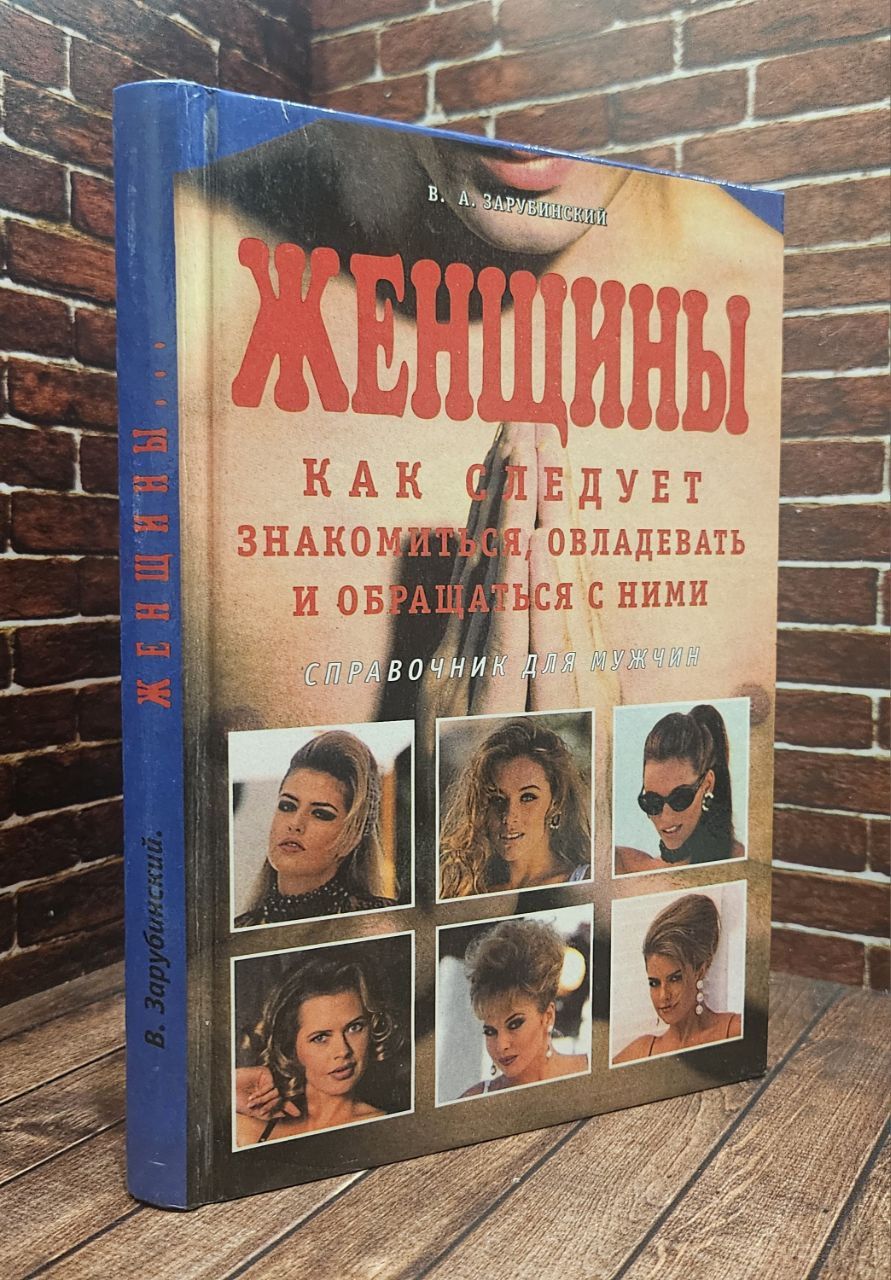 В. А. ЗАРУБИНСКИЙ
ЖЕНЩИНЫ
КАК СЛЕДУЕТ
ЗНАКОМИТЬСЯ, ОВЛАДЕВАТЬ
И ОБРАЩАТЬСЯ С НИМИ
СПРАВОЧНИК ДЛЯ МУЖЧИН
В. Зарубинский.
ЖЕНЩИНЫ...